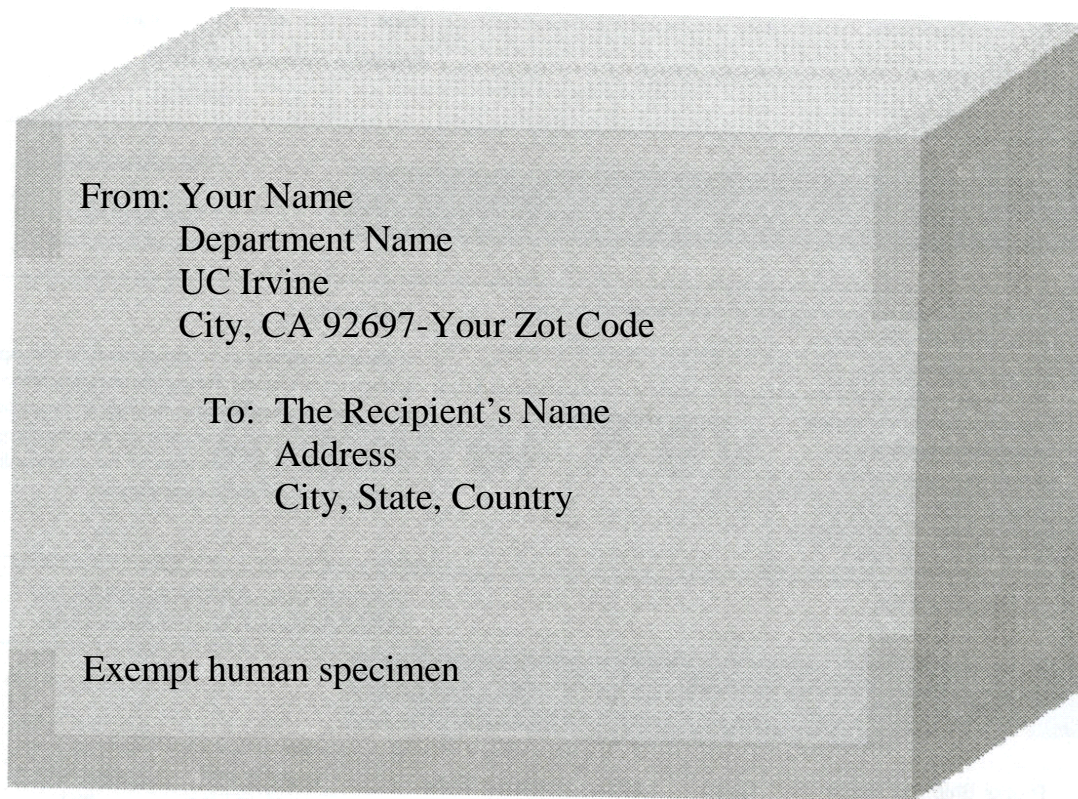 From: Your Name
Department Name
UC Irvine
City, CA 92697-Your Zot Code
To: The Recipient’s Name
Address
City, State, Country
Exempt human specimen